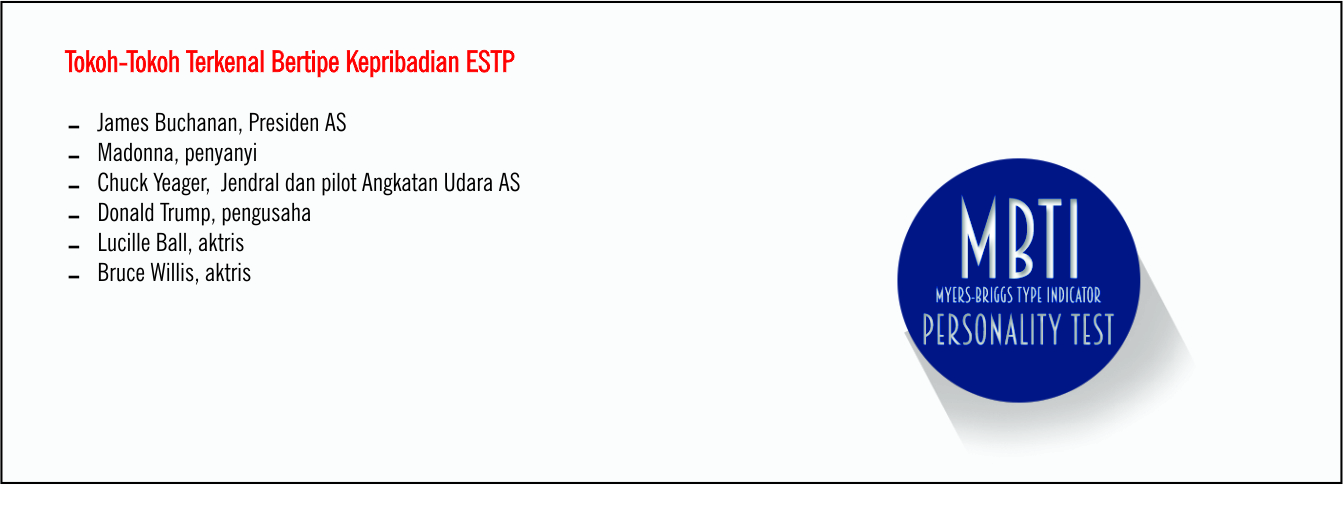 Tokoh-Tokoh Terkenal Bertipe Kepribadian ESTP
- James Buchanan, Presiden AS
- Madonna, penyanyi
- Chuck Yeager, Jendral dan pilot Angkatan Udara AS
- Donald Trump, pengusaha
- Lucille Ball, aktris
- Bruce Willis, aktris
MBTI
MYERS-BRIGGS TYPE INDICATOR
PERSONALITY TEST